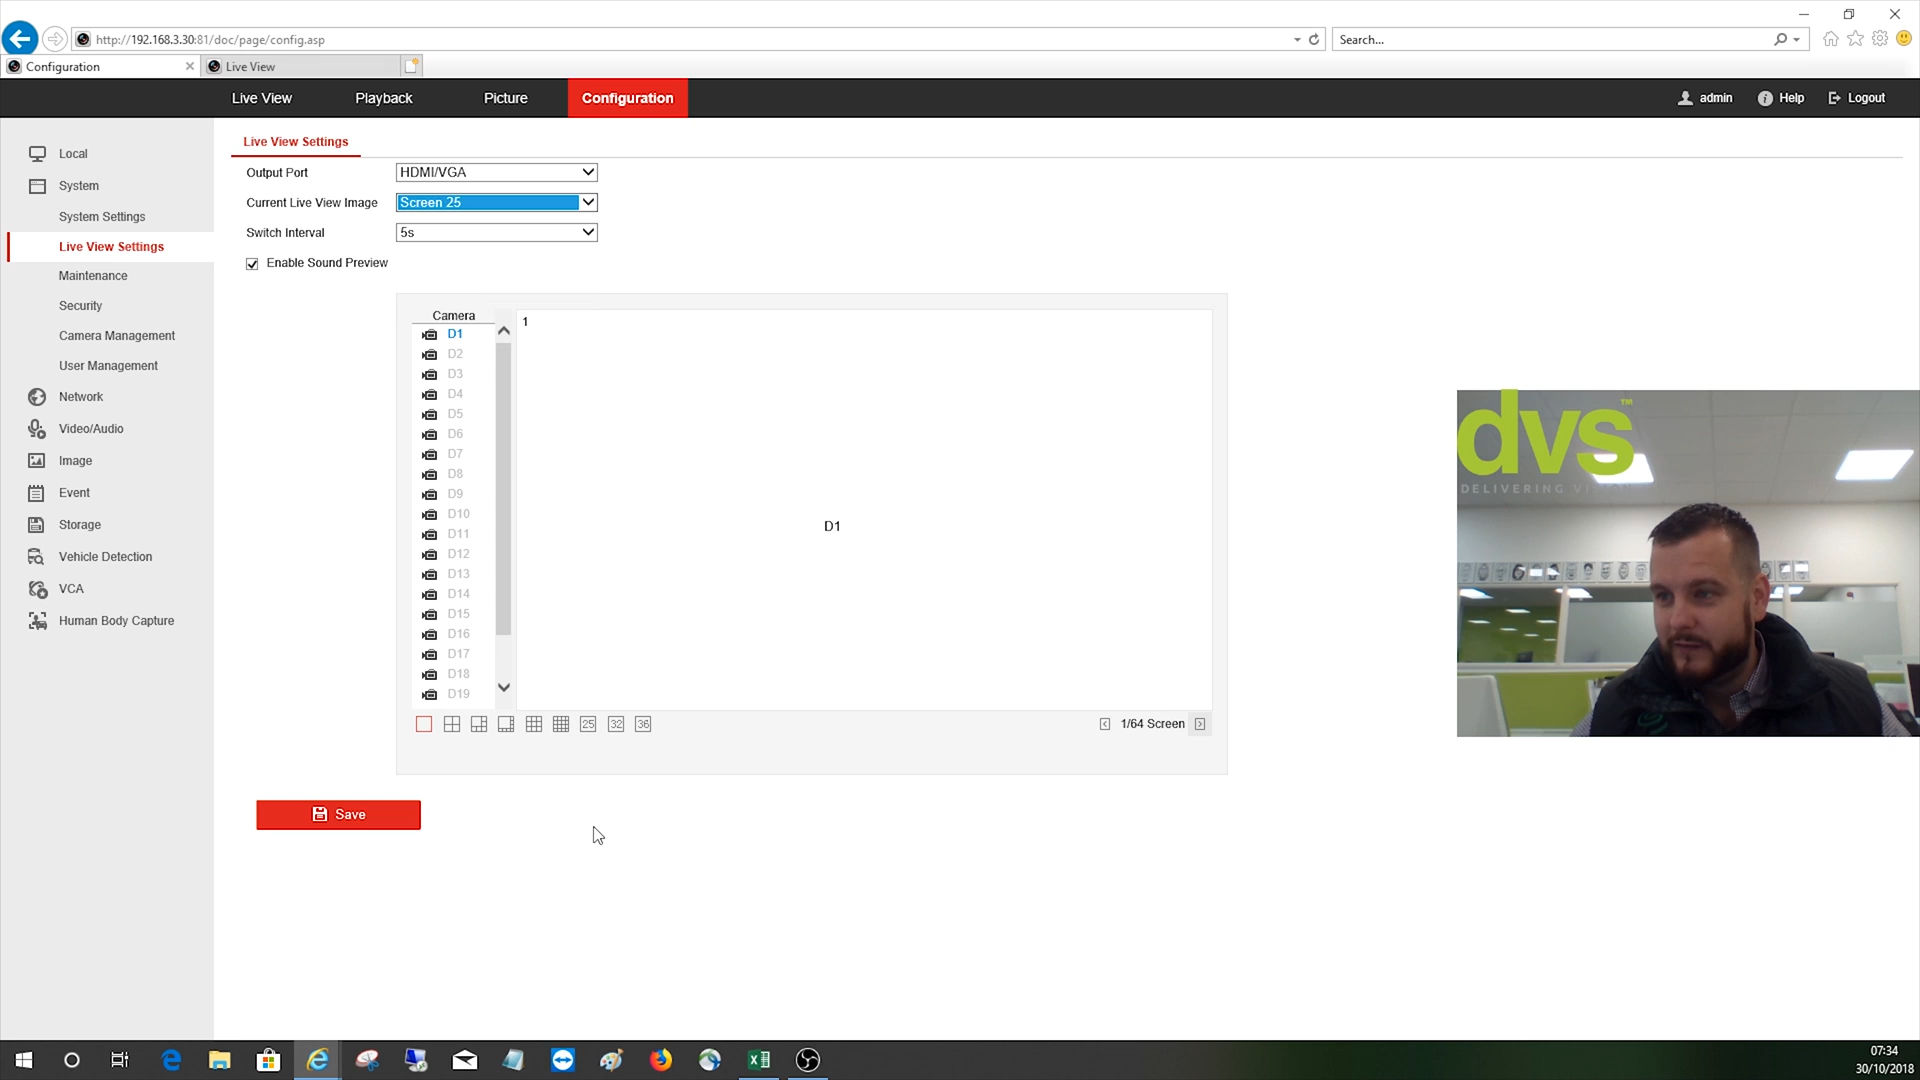 http://192.168.3.30:81/doc/page/config.asp
Search...
Configuration
Live View
Live View
Playback
Picture
Configuration
admin
Help
Logout
Local
System
System Settings
Live View Settings
Maintenance
Security
Camera Management
User Management
Network
Video/Audio
Image
Event
Storage
Vehicle Detection
VCA
Human Body Capture
Live View Settings
Output Port
HDMI/VGA
Current Live View Image
Screen 25
Switch Interval
5s
Enable Sound Preview
Camera
D1
D2
D3
D4
D5
D6
D7
D8
D9
D10
D11
D12
D13
D14
D15
D16
D17
D18
D19
1
D1
25
32
36
1/64 Screen
Save
dvs™
DELIVERING VISION
07:34
30/10/2018